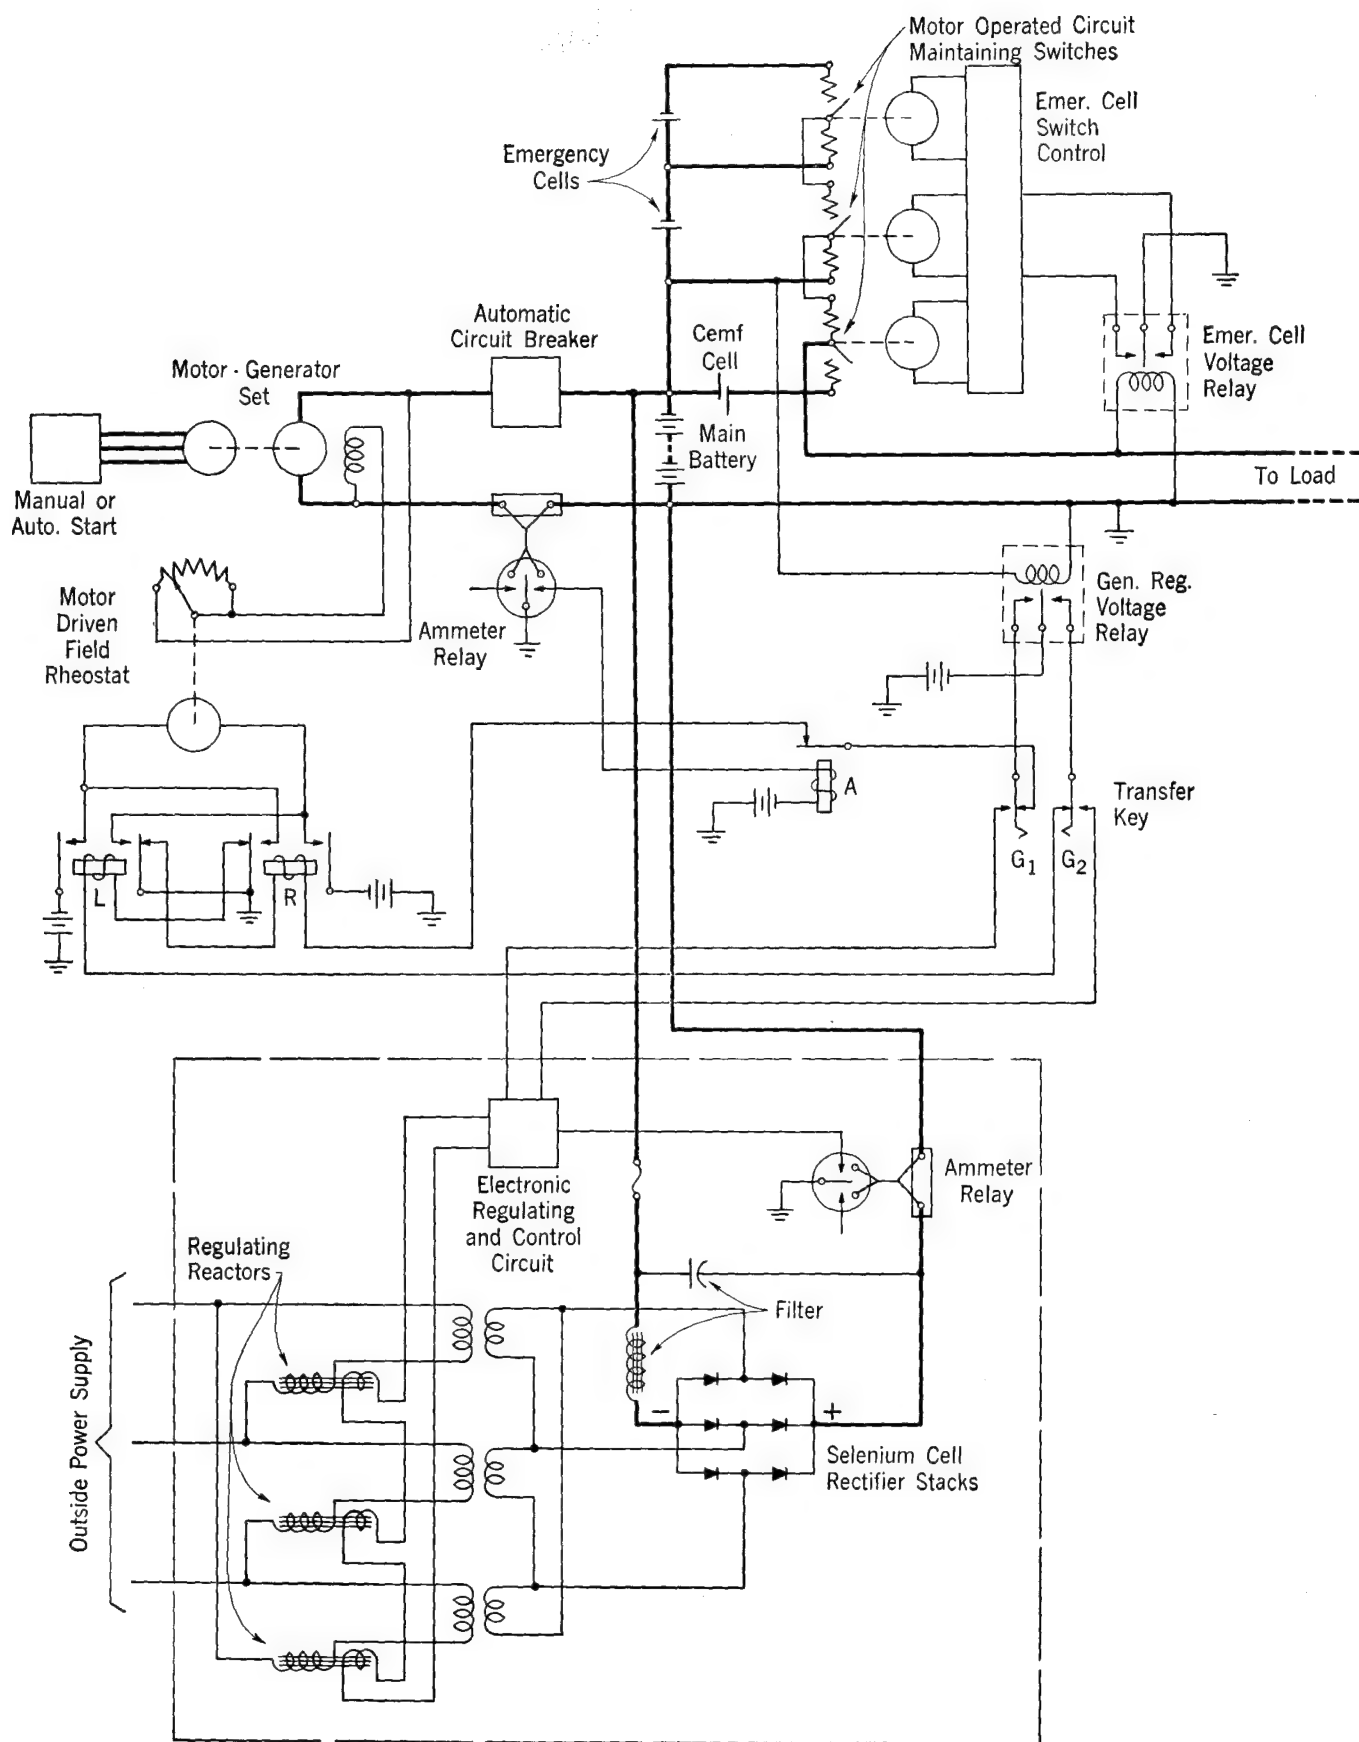 Motor Operated Circuit
Maintaining Switches
Emer. Cell
Switch
Control
Emergency
Cells
Automatic
Circuit Breaker
Cemf
Cell
Emer. Cell
Voltage
Relay
Motor - Generator
Set
Main
Battery
To Load
Manual or
Auto. Start
Motor
Driven
Field
Rheostat
Ammeter
Relay
Gen. Reg.
Voltage
Relay
A
Transfer
Key
G1
G2
L
R
Ammeter
Relay
Electronic
Regulating
and Control
Circuit
Regulating
Reactors
Filter
Outside Power Supply
−
+
Selenium Cell
Rectifier Stacks